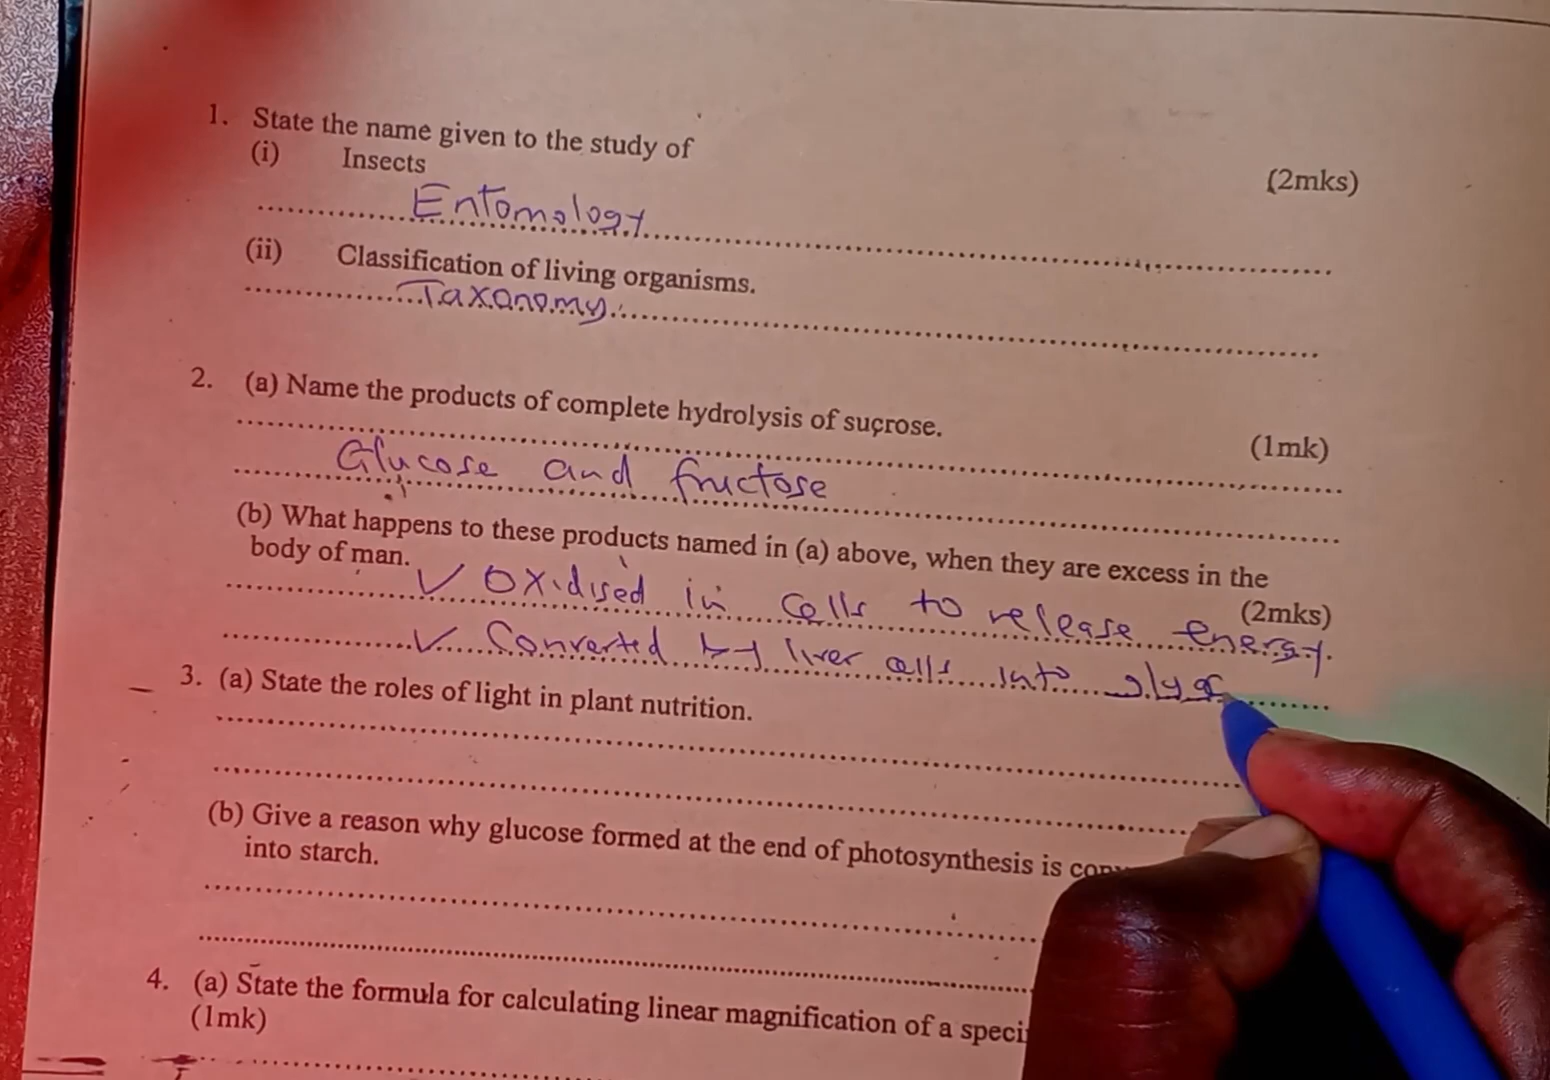 1. State the name given to the study of
(i) Insects (2mks)
Entomology
(ii) Classification of living organisms.
Taxonomy
2. (a) Name the products of complete hydrolysis of sucrose. (1mk)
Glucose and fructose
(b) What happens to these products named in (a) above, when they are excess in the
body of man. (2mks)
✓ Oxidised in cells to release energy.
✓ Converted by liver cells into
3. (a) State the roles of light in plant nutrition.
(b) Give a reason why glucose formed at the end of photosynthesis is
into starch.
4. (a) State the formula for calculating linear magnification of a
(1mk)